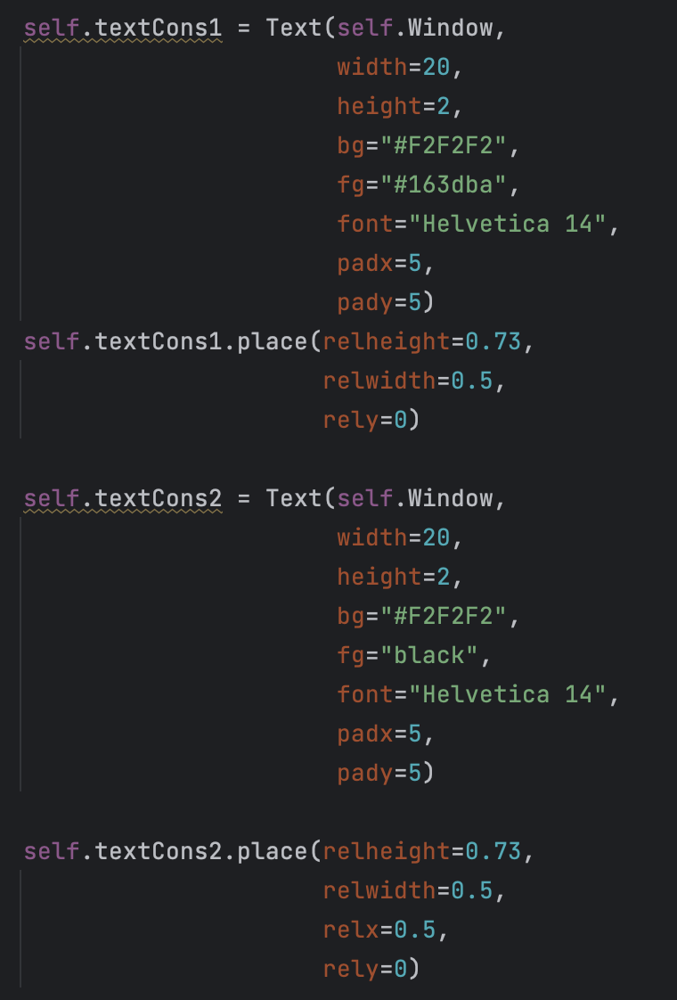 self.textCons1 = Text(self.Window,
width=20,
height=2,
bg="#F2F2F2",
fg="#163dba",
font="Helvetica 14",
padx=5,
pady=5)
self.textCons1.place(relheight=0.73,
relwidth=0.5,
rely=0)
self.textCons2 = Text(self.Window,
width=20,
height=2,
bg="#F2F2F2",
fg="black",
font="Helvetica 14",
padx=5,
pady=5)
self.textCons2.place(relheight=0.73,
relwidth=0.5,
relx=0.5,
rely=0)